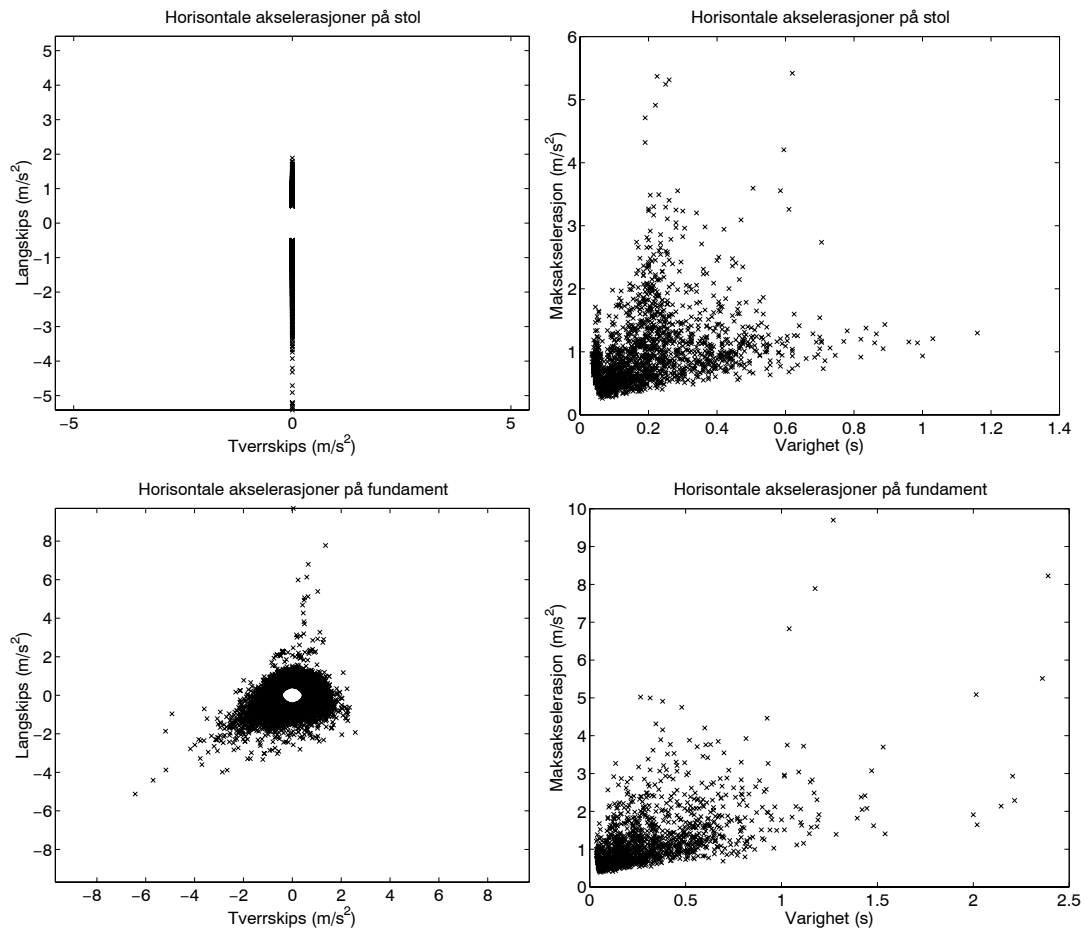 Horisontale akselerasjoner på stol
5
4
3
2
1
0
−1
−2
−3
−4
−5
−5 0 5
Langskips (m/s²)
Tverrskips (m/s²)
Horisontale akselerasjoner på stol
6
5
4
3
2
1
0
0 0.2 0.4 0.6 0.8 1 1.2 1.4
Maksakselerasjon (m/s²)
Varighet (s)
Horisontale akselerasjoner på fundament
8
6
4
2
0
−2
−4
−6
−8
−8 −6 −4 −2 0 2 4 6 8
Langskips (m/s²)
Tverrskips (m/s²)
Horisontale akselerasjoner på fundament
10
9
8
7
6
5
4
3
2
1
0
0 0.5 1 1.5 2 2.5
Maksakselerasjon (m/s²)
Varighet (s)